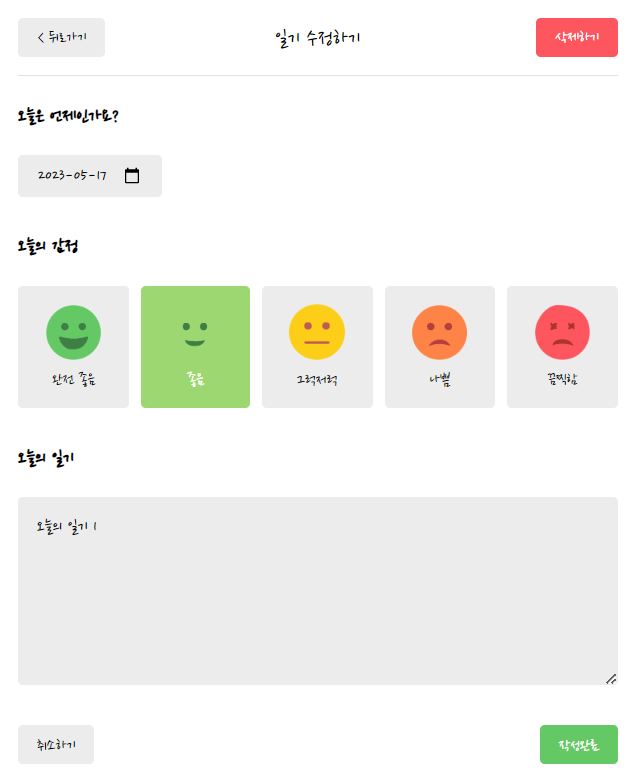 < 뒤로가기 일기 수정하기 삭제하기
오늘은 언제인가요?
2023-05-17
오늘의 감정
완전 좋음 좋음 그럭저럭 나쁨 끔찍함
오늘의 일기
오늘의 일기 1
취소하기 작성완료